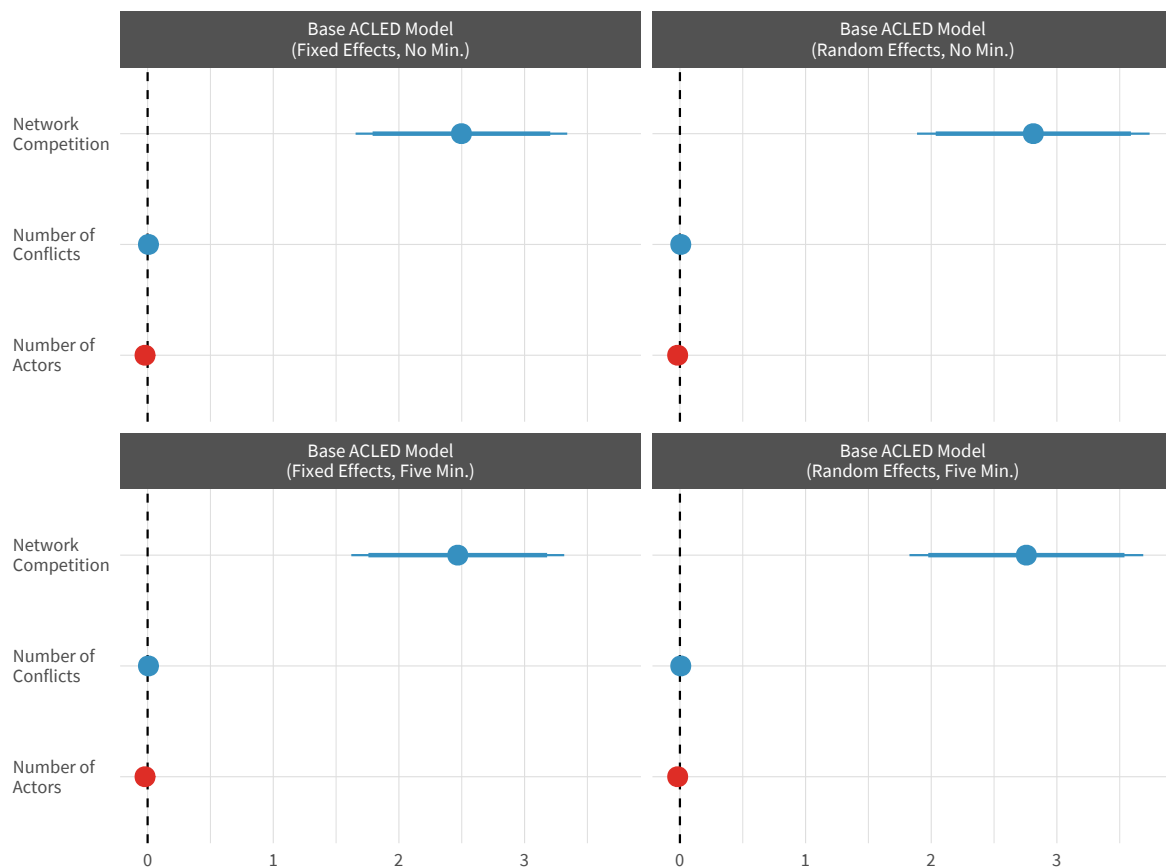 Base ACLED Model
(Fixed Effects, No Min.)
Base ACLED Model
(Random Effects, No Min.)
Network
Competition
Number of
Conflicts
Number of
Actors
Base ACLED Model
(Fixed Effects, Five Min.)
Base ACLED Model
(Random Effects, Five Min.)
Network
Competition
Number of
Conflicts
Number of
Actors
0 1 2 3
0 1 2 3